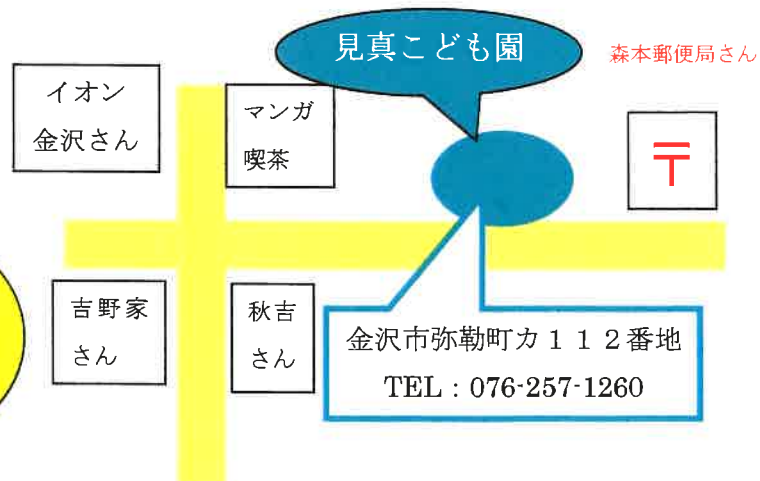 見真こども園
森本郵便局さん
イオン
金沢さん
マンガ
喫茶
〒
吉野家
さん
秋吉
さん
金沢市弥勒町カ１１２番地
TEL：076-257-1260